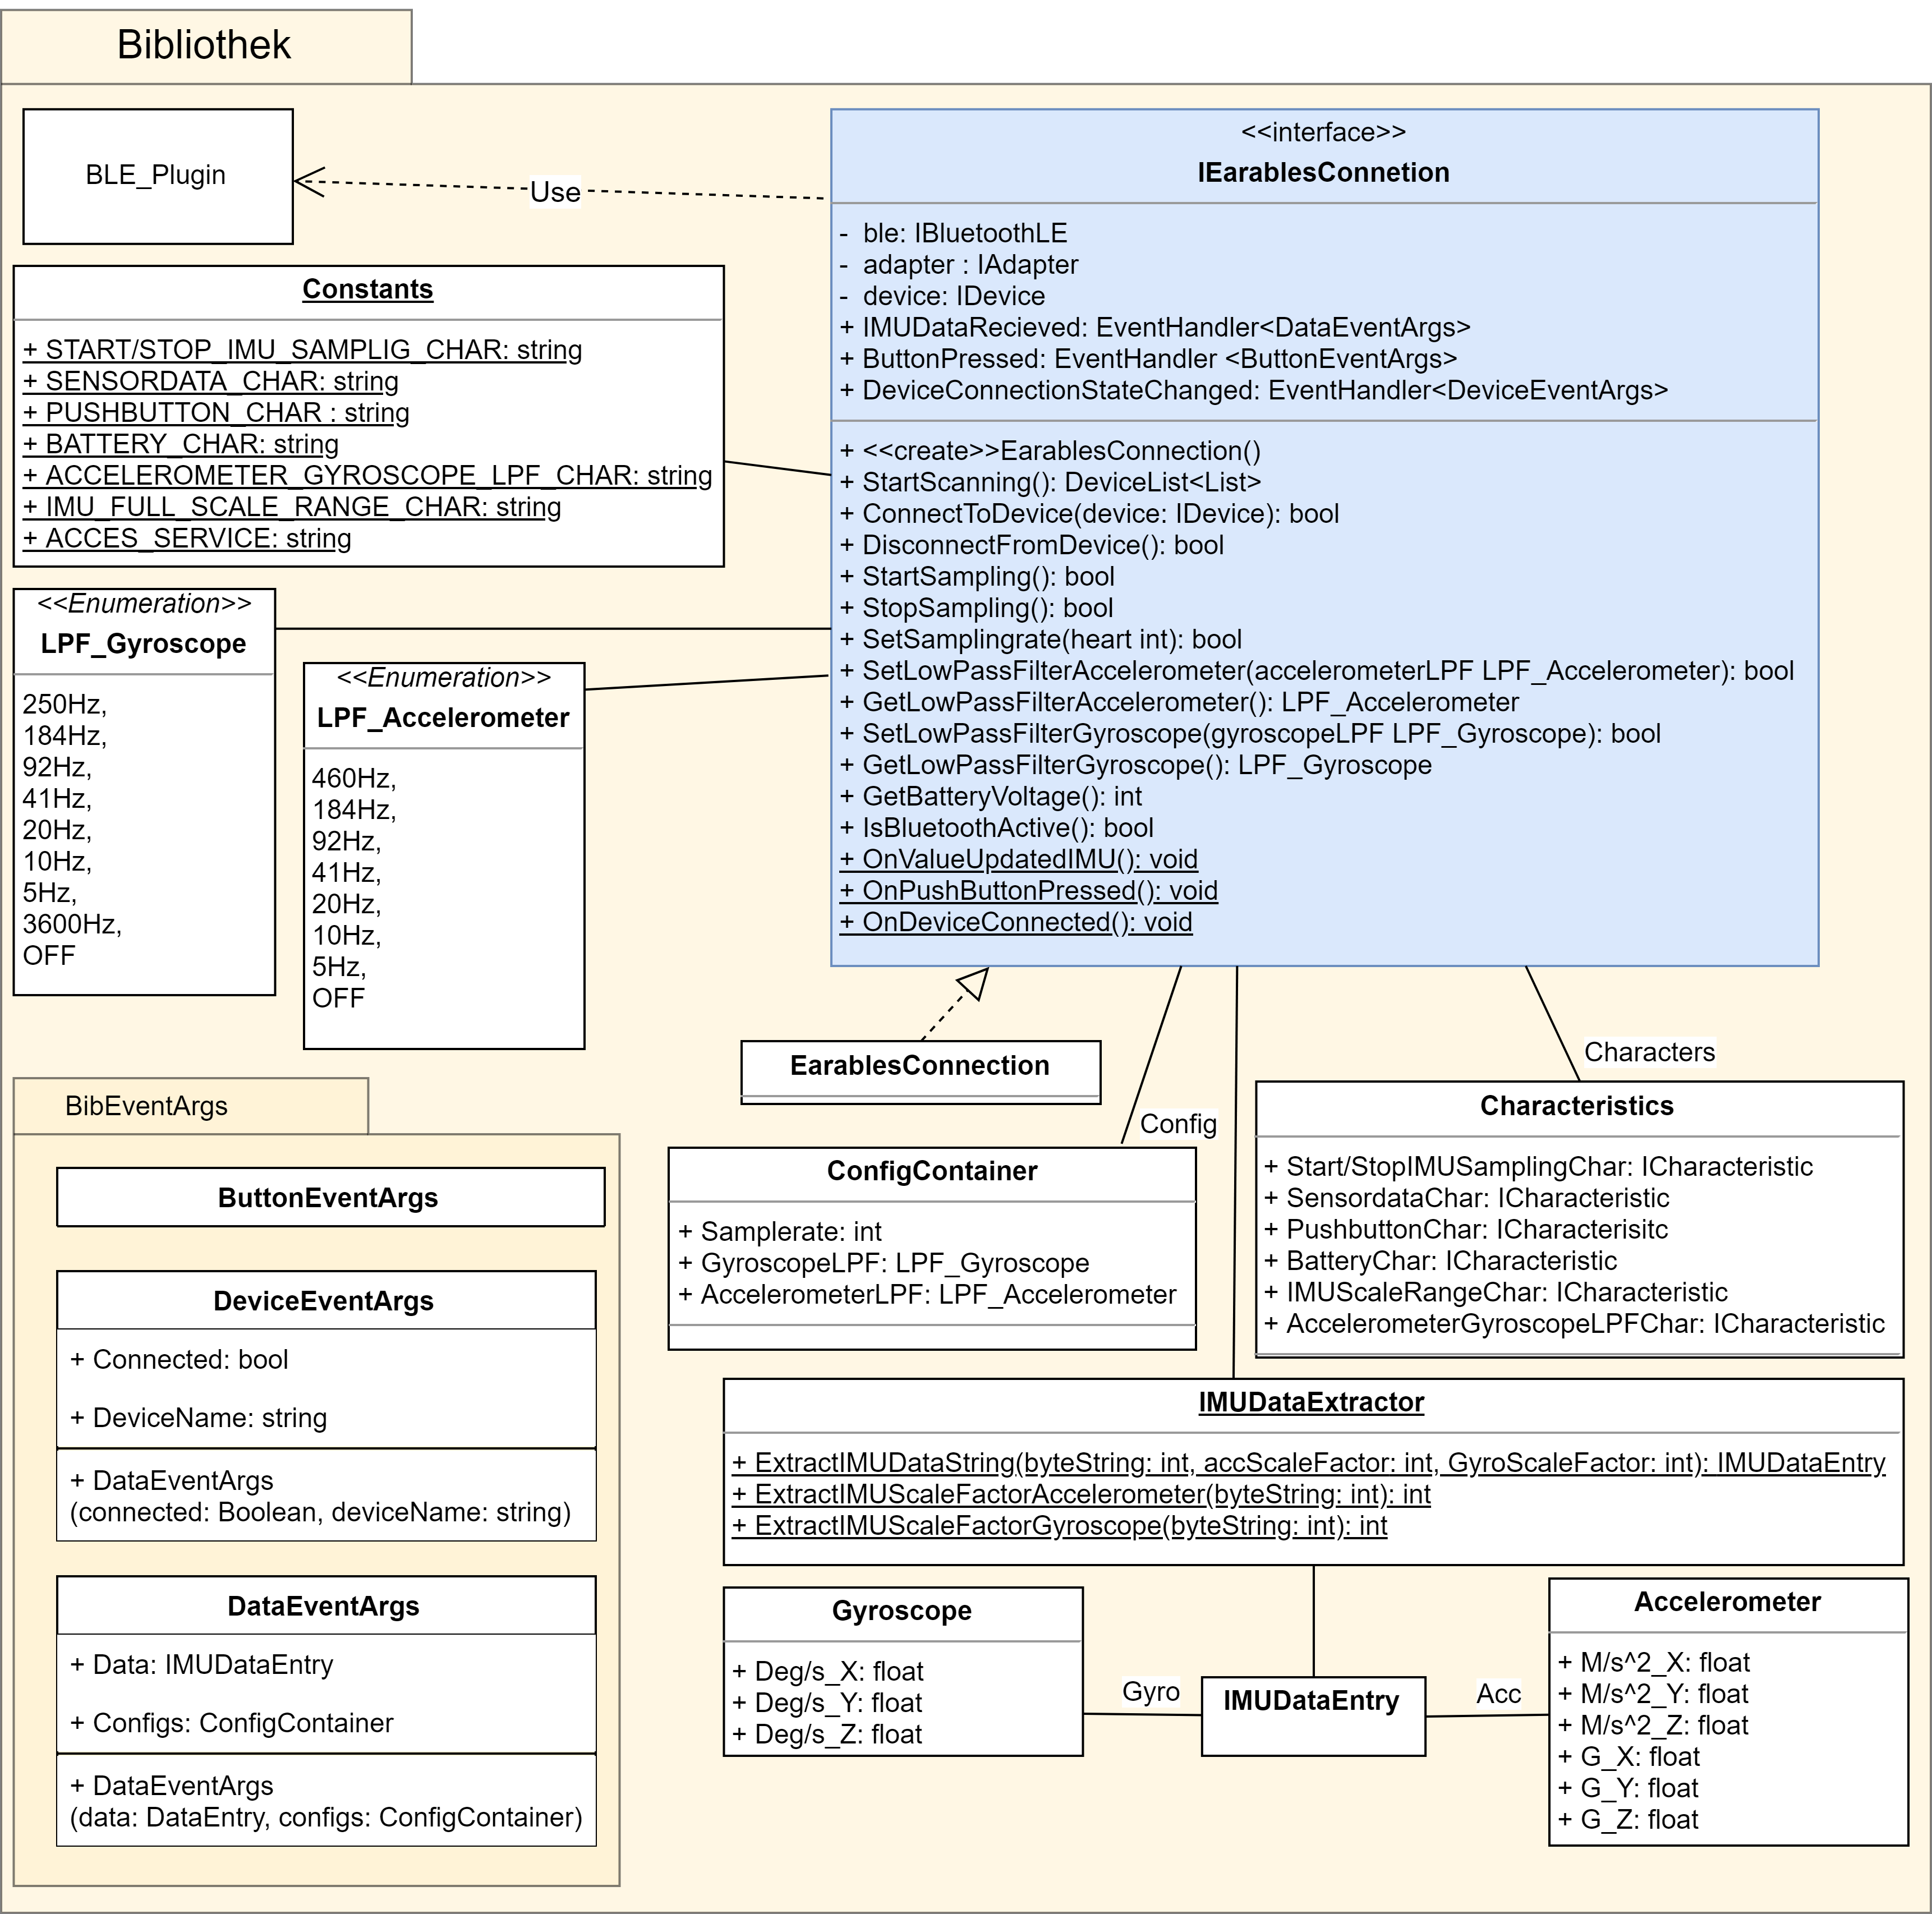 Bibliothek
BLE_Plugin
Use
<<interface>>
IEarablesConnetion
- ble: IBluetoothLE
- adapter : IAdapter
- device: IDevice
+ IMUDataRecieved: EventHandler<DataEventArgs>
+ ButtonPressed: EventHandler <ButtonEventArgs>
+ DeviceConnectionStateChanged: EventHandler<DeviceEventArgs>
+ <<create>>EarablesConnection()
+ StartScanning(): DeviceList<List>
+ ConnectToDevice(device: IDevice): bool
+ DisconnectFromDevice(): bool
+ StartSampling(): bool
+ StopSampling(): bool
+ SetSamplingrate(heart int): bool
+ SetLowPassFilterAccelerometer(accelerometerLPF LPF_Accelerometer): bool
+ GetLowPassFilterAccelerometer(): LPF_Accelerometer
+ SetLowPassFilterGyroscope(gyroscopeLPF LPF_Gyroscope): bool
+ GetLowPassFilterGyroscope(): LPF_Gyroscope
+ GetBatteryVoltage(): int
+ IsBluetoothActive(): bool
+ OnValueUpdatedIMU(): void
+ OnPushButtonPressed(): void
+ OnDeviceConnected(): void
Constants
+ START/STOP_IMU_SAMPLIG_CHAR: string
+ SENSORDATA_CHAR: string
+ PUSHBUTTON_CHAR : string
+ BATTERY_CHAR: string
+ ACCELEROMETER_GYROSCOPE_LPF_CHAR: string
+ IMU_FULL_SCALE_RANGE_CHAR: string
+ ACCES_SERVICE: string
<<Enumeration>>
LPF_Gyroscope
250Hz,
184Hz,
92Hz,
41Hz,
20Hz,
10Hz,
5Hz,
3600Hz,
OFF
<<Enumeration>>
LPF_Accelerometer
460Hz,
184Hz,
92Hz,
41Hz,
20Hz,
10Hz,
5Hz,
OFF
EarablesConnection
Config
Characters
ConfigContainer
+ Samplerate: int
+ GyroscopeLPF: LPF_Gyroscope
+ AccelerometerLPF: LPF_Accelerometer
Characteristics
+ Start/StopIMUSamplingChar: ICharacteristic
+ SensordataChar: ICharacteristic
+ PushbuttonChar: ICharacterisitc
+ BatteryChar: ICharacteristic
+ IMUScaleRangeChar: ICharacteristic
+ AccelerometerGyroscopeLPFChar: ICharacteristic
BibEventArgs
ButtonEventArgs
DeviceEventArgs
+ Connected: bool
+ DeviceName: string
+ DataEventArgs
(connected: Boolean, deviceName: string)
DataEventArgs
+ Data: IMUDataEntry
+ Configs: ConfigContainer
+ DataEventArgs
(data: DataEntry, configs: ConfigContainer)
IMUDataExtractor
+ ExtractIMUDataString(byteString: int, accScaleFactor: int, GyroScaleFactor: int): IMUDataEntry
+ ExtractIMUScaleFactorAccelerometer(byteString: int): int
+ ExtractIMUScaleFactorGyroscope(byteString: int): int
Gyroscope
+ Deg/s_X: float
+ Deg/s_Y: float
+ Deg/s_Z: float
Gyro
IMUDataEntry
Acc
Accelerometer
+ M/s^2_X: float
+ M/s^2_Y: float
+ M/s^2_Z: float
+ G_X: float
+ G_Y: float
+ G_Z: float